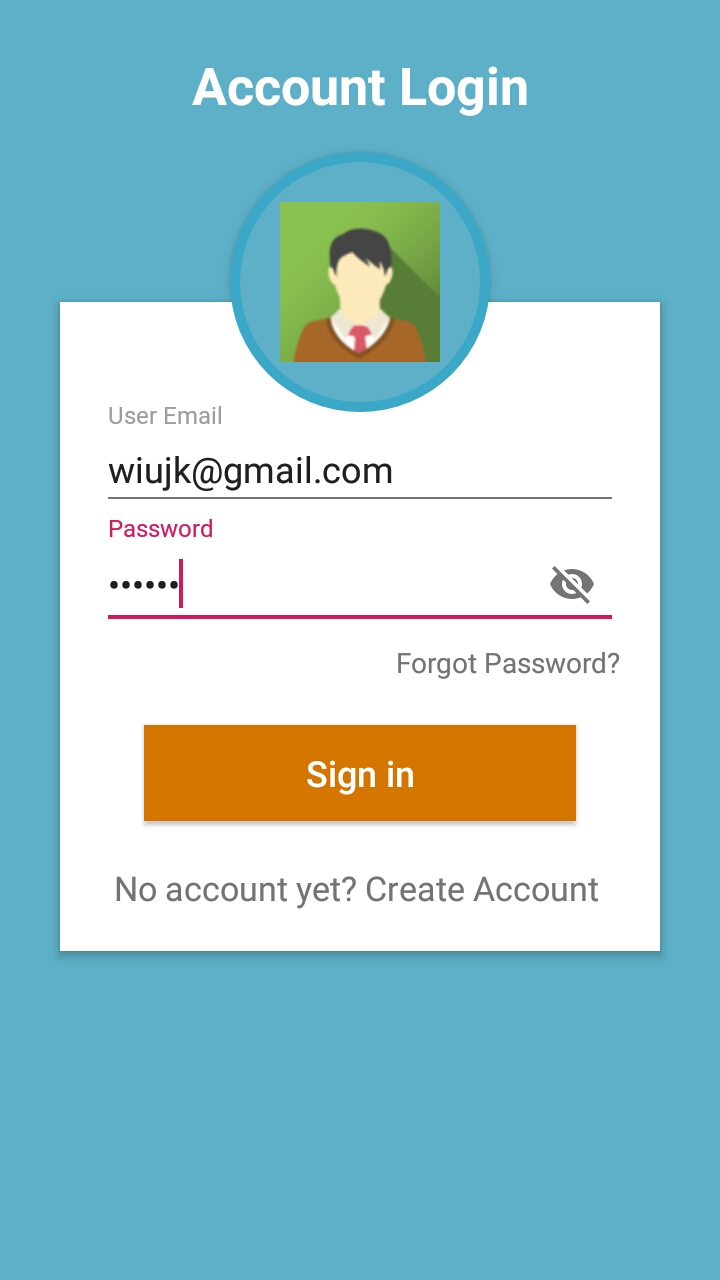 Account Login
User Email
wiujk@gmail.com
Password
••••••
Forgot Password?
Sign in
No account yet? Create Account